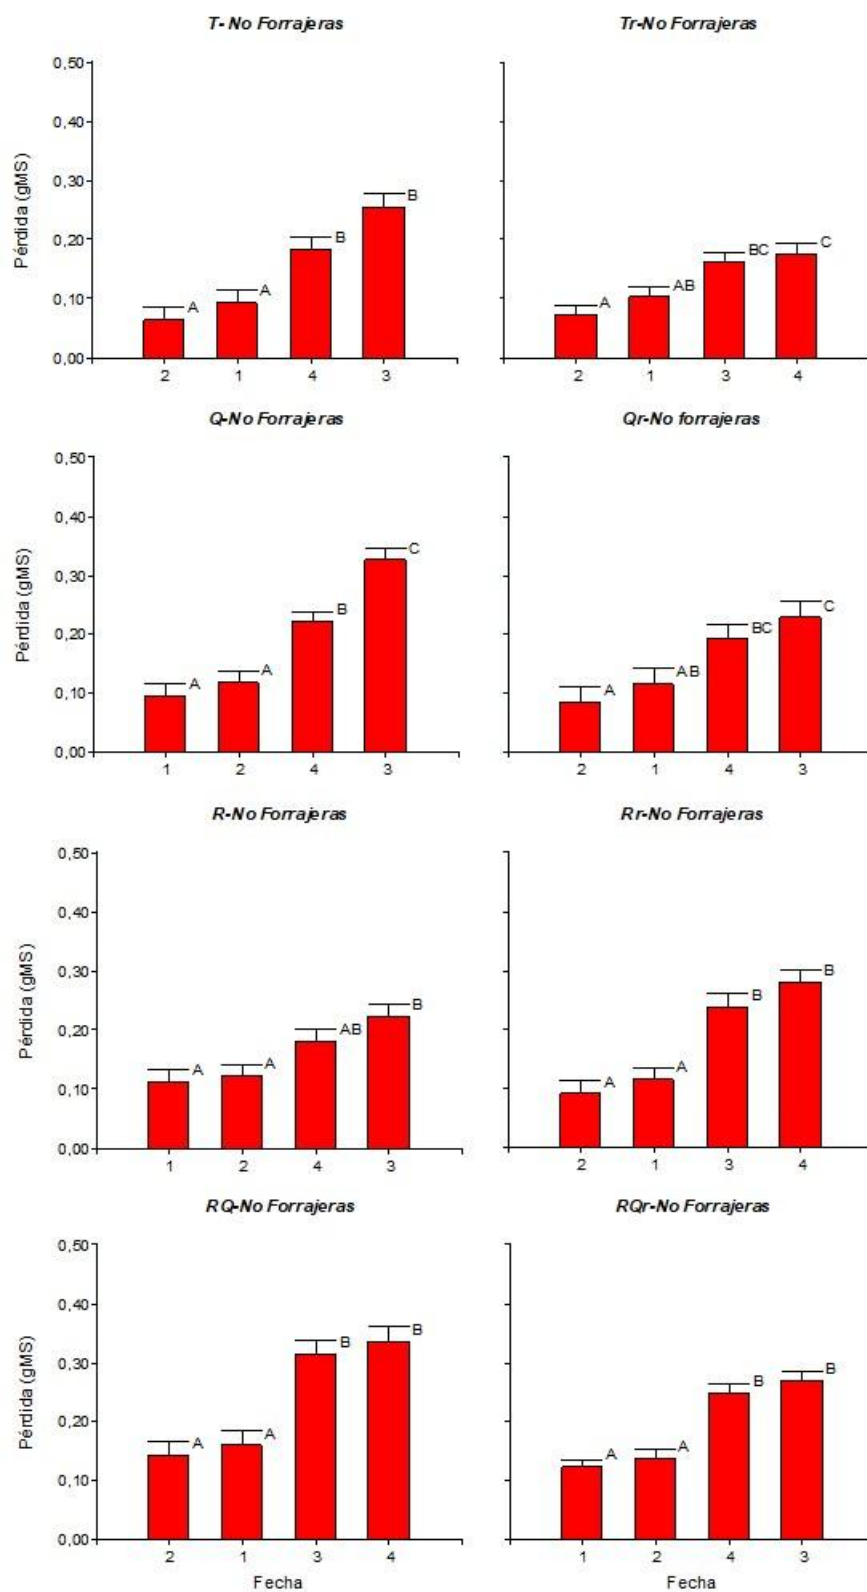 T- No Forrajeras
Tr-No Forrajeras
Pérdida (gMS)
0,50
0,40
0,30
0,20
0,10
0,00
A
A
B
B
2 1 4 3
A
AB
BC
C
2 1 3 4
Q-No Forrajeras
Qr-No forrajeras
Pérdida (gMS)
0,50
0,40
0,30
0,20
0,10
0,00
A
A
B
C
1 2 4 3
A
AB
BC
C
2 1 4 3
R-No Forrajeras
Rr-No Forrajeras
Pérdida (gMS)
0,50
0,40
0,30
0,20
0,10
0,00
A
A
AB
B
1 2 4 3
A
A
B
B
2 1 3 4
RQ-No Forrajeras
RQr-No Forrajeras
Pérdida (gMS)
0,50
0,40
0,30
0,20
0,10
0,00
A
A
B
B
2 1 3 4
Fecha
A
A
B
B
1 2 4 3
Fecha